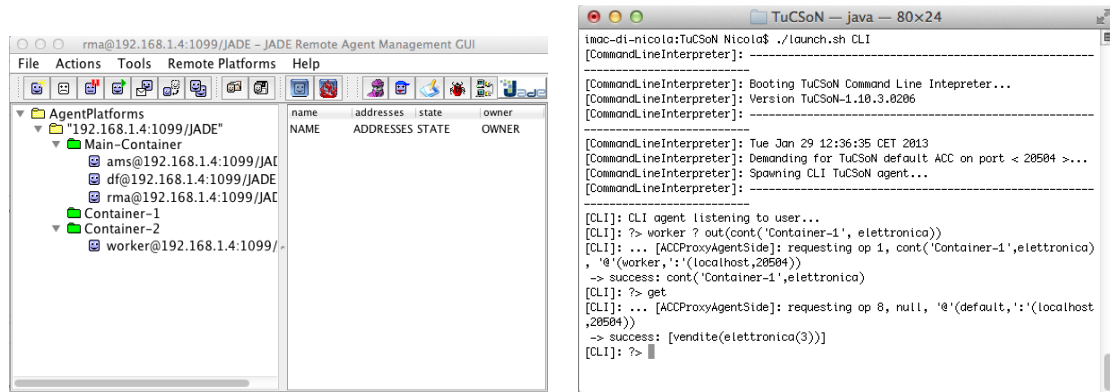 rma@192.168.1.4:1099/JADE – JADE Remote Agent Management GUI
File Actions Tools Remote Platforms Help
Jade
AgentPlatforms
"192.168.1.4:1099/JADE"
Main-Container
ams@192.168.1.4:1099/JAD
df@192.168.1.4:1099/JADE
rma@192.168.1.4:1099/JAD
Container-1
Container-2
worker@192.168.1.4:1099/
name addresses state owner
NAME ADDRESSES STATE OWNER
TuCSoN — java — 80×24
imac-di-nicola:TuCSoN Nicola$ ./launch.sh CLI
[CommandLineInterpreter]: -------------------------------------------
--------------------------
[CommandLineInterpreter]: Booting TuCSoN Command Line Intepreter...
[CommandLineInterpreter]: Version TuCSoN-1.10.3.0206
[CommandLineInterpreter]: -------------------------------------------
--------------------------
[CommandLineInterpreter]: Tue Jan 29 12:36:35 CET 2013
[CommandLineInterpreter]: Demanding for TuCSoN default ACC on port < 20504 >...
[CommandLineInterpreter]: Spawning CLI TuCSoN agent...
[CommandLineInterpreter]: -------------------------------------------
--------------------------
[CLI]: CLI agent listening to user...
[CLI]: ?> worker ? out(cont('Container-1', elettronica))
[CLI]: ... [ACCProxyAgentSide]: requesting op 1, cont('Container-1',elettronica)
, '@'(worker,':'(localhost,20504))
-> success: cont('Container-1',elettronica)
[CLI]: ?> get
[CLI]: ... [ACCProxyAgentSide]: requesting op 8, null, '@'(default,':'(localhost
,20504))
-> success: [vendite(elettronica(3))]
[CLI]: ?>